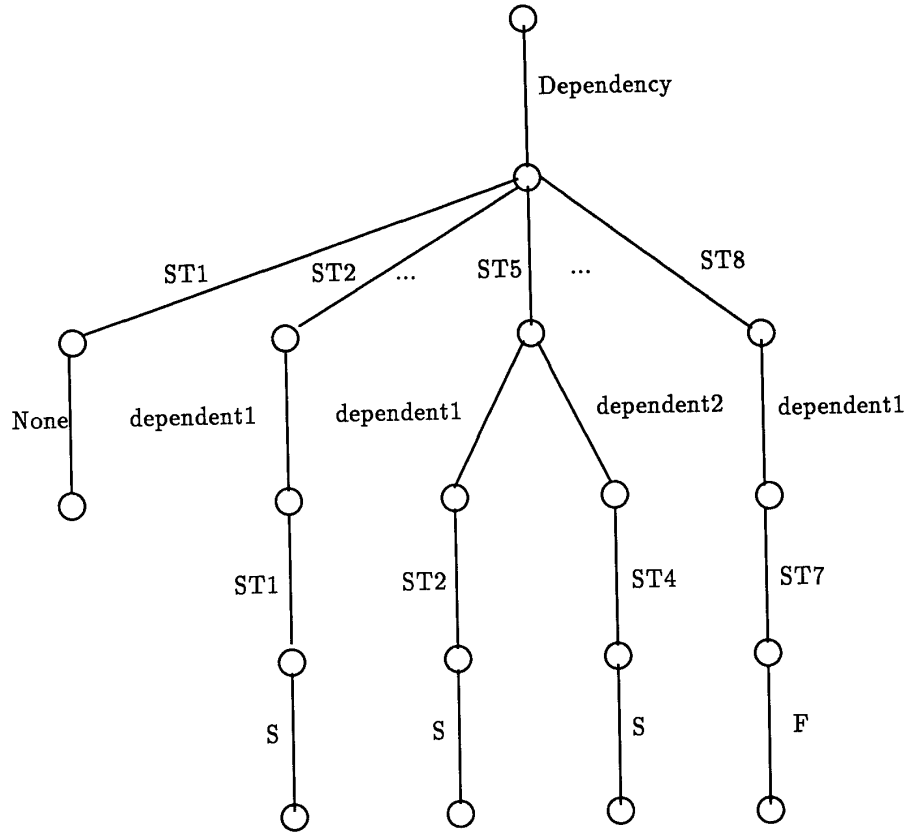 Dependency
ST1
ST2
...
ST5
...
ST8
None
dependent1
dependent1
dependent2
dependent1
ST1
ST2
ST4
ST7
S
S
S
F